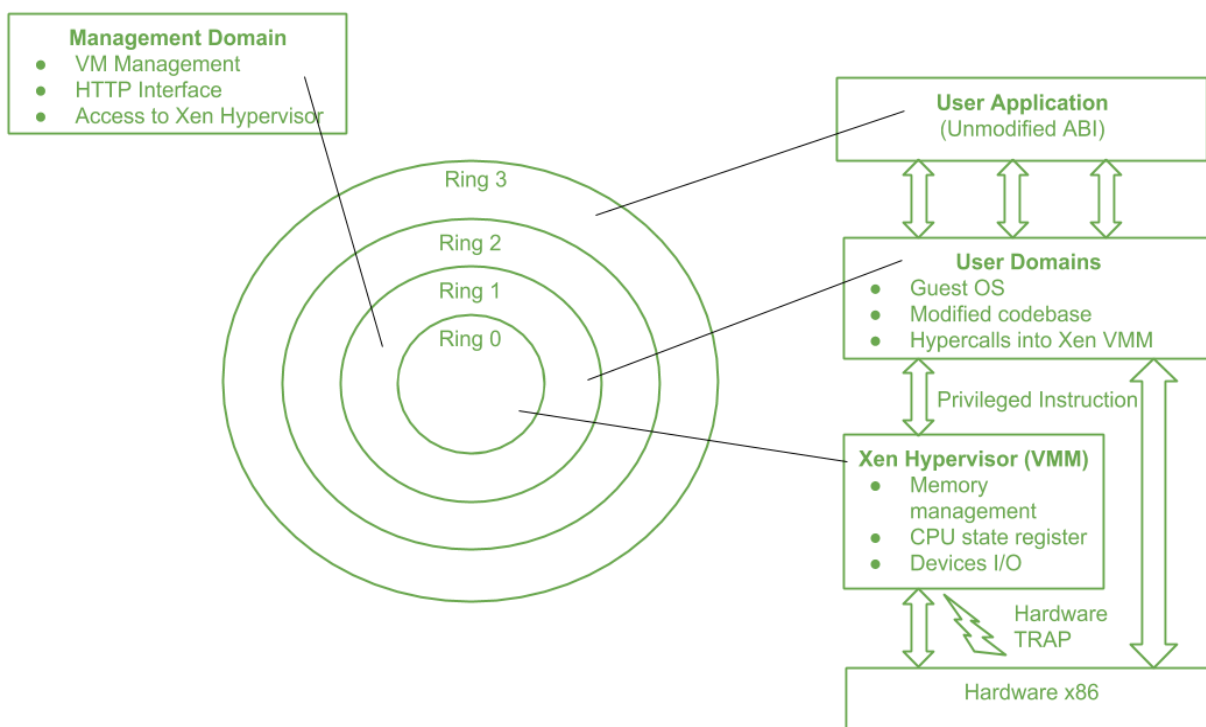 Management Domain
● VM Management
● HTTP Interface
● Access to Xen Hypervisor
User Application
(Unmodified ABI)
Ring 3
Ring 2
Ring 1
Ring 0
User Domains
● Guest OS
● Modified codebase
● Hypercalls into Xen VMM
Privileged Instruction
Xen Hypervisor (VMM)
● Memory
management
● CPU state register
● Devices I/O
Hardware
TRAP
Hardware x86